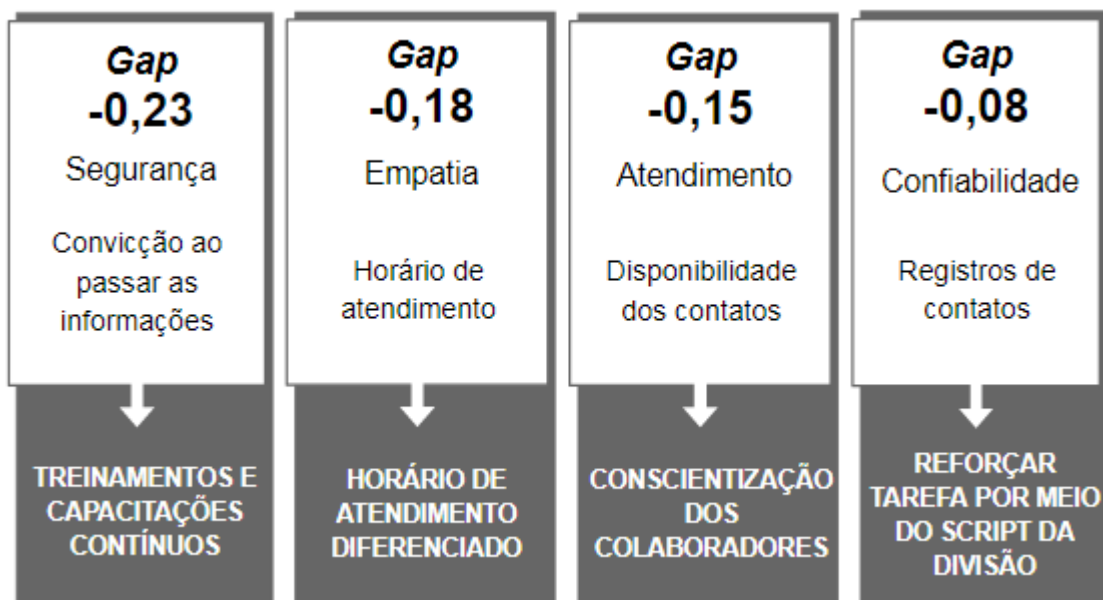 Gap
-0,23
Segurança
Convicção ao
passar as
informações
TREINAMENTOS E
CAPACITAÇÕES
CONTÍNUOS
Gap
-0,18
Empatia
Horário de
atendimento
HORÁRIO DE
ATENDIMENTO
DIFERENCIADO
Gap
-0,15
Atendimento
Disponibilidade
dos contatos
CONSCIENTIZAÇÃO
DOS
COLABORADORES
Gap
-0,08
Confiabilidade
Registros de
contatos
REFORÇAR
TAREFA POR MEIO
DO SCRIPT DA
DIVISÃO